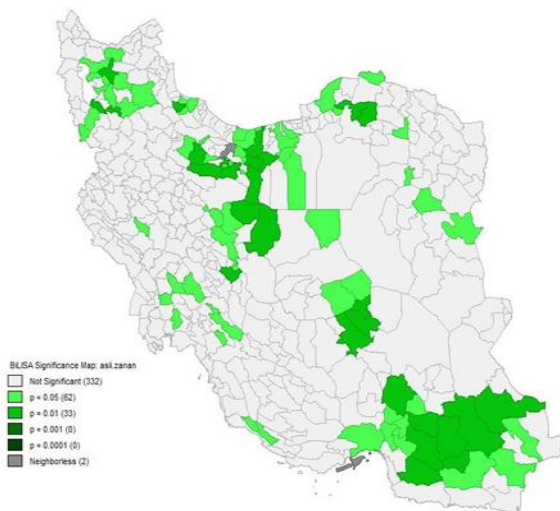 BiLISA Significance Map: asli.zanan
Not Significant (332)
p = 0.05 (62)
p = 0.01 (33)
p = 0.001 (0)
p = 0.0001 (0)
Neighborless (2)